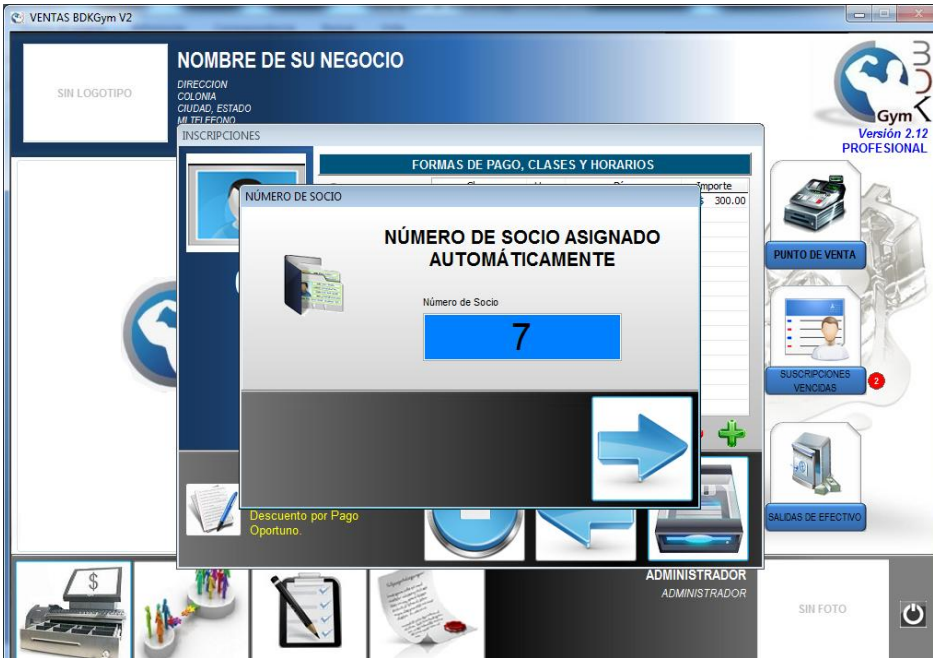 VENTAS BDKGym V2
SIN LOGOTIPO
NOMBRE DE SU NEGOCIO
DIRECCION
COLONIA
CIUDAD, ESTADO
MI TELEFONO
BDK
Gym
Versión 2.12
PROFESIONAL
INSCRIPCIONES
FORMAS DE PAGO, CLASES Y HORARIOS
Importe
300.00
NÚMERO DE SOCIO
NÚMERO DE SOCIO ASIGNADO
AUTOMÁTICAMENTE
Número de Socio
7
PUNTO DE VENTA
SUSCRIPCIONES
VENCIDAS
2
SALIDAS DE EFECTIVO
Descuento por Pago
Oportuno.
$
ADMINISTRADOR
ADMINISTRADOR
SIN FOTO